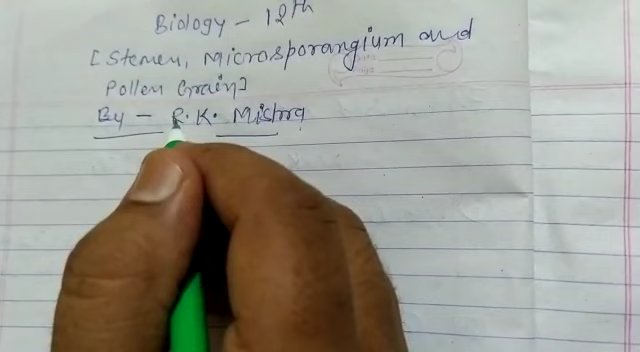 Biology - 12th
[Stemen, Microsporangium and
Pollen Grain]
By - R.K. Mishra